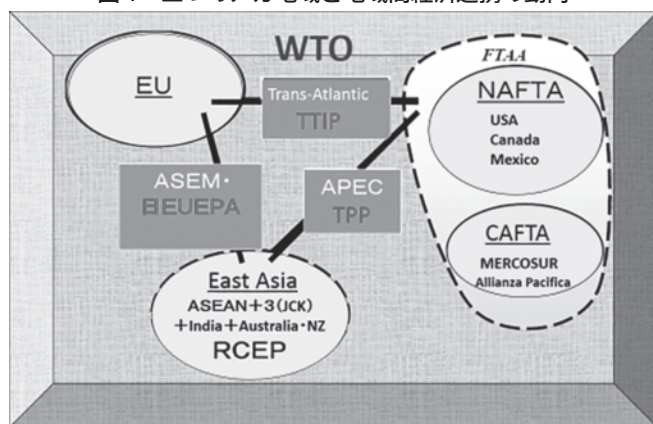 WTO
EU
Trans-Atlantic
TTIP
FTAA
NAFTA
USA
Canada
Mexico
ASEM・
日EUEPA
APEC
TPP
CAFTA
MERCOSUR
Allianza Pacifica
East Asia
ASEAN+3(JCK)
+India+Australia・NZ
RCEP